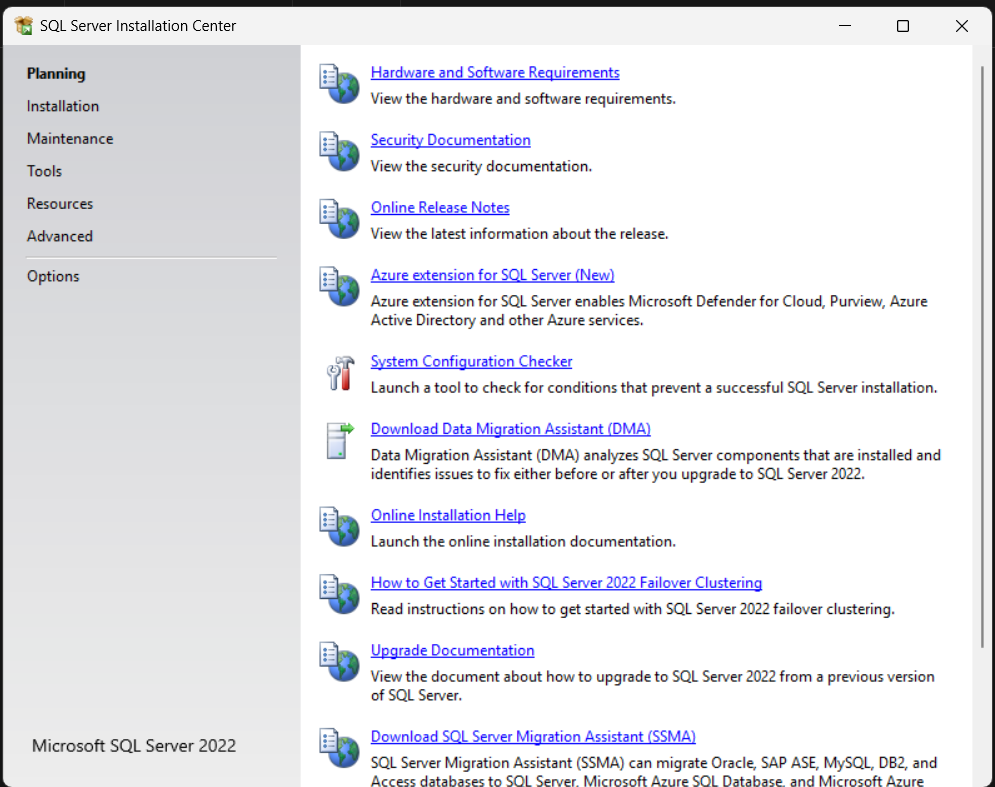 SQL Server Installation Center
Planning
Installation
Maintenance
Tools
Resources
Advanced
Options
Microsoft SQL Server 2022
Hardware and Software Requirements
View the hardware and software requirements.
Security Documentation
View the security documentation.
Online Release Notes
View the latest information about the release.
Azure extension for SQL Server (New)
Azure extension for SQL Server enables Microsoft Defender for Cloud, Purview, Azure
Active Directory and other Azure services.
System Configuration Checker
Launch a tool to check for conditions that prevent a successful SQL Server installation.
Download Data Migration Assistant (DMA)
Data Migration Assistant (DMA) analyzes SQL Server components that are installed and
identifies issues to fix either before or after you upgrade to SQL Server 2022.
Online Installation Help
Launch the online installation documentation.
How to Get Started with SQL Server 2022 Failover Clustering
Read instructions on how to get started with SQL Server 2022 failover clustering.
Upgrade Documentation
View the document about how to upgrade to SQL Server 2022 from a previous version
of SQL Server.
Download SQL Server Migration Assistant (SSMA)
SQL Server Migration Assistant (SSMA) can migrate Oracle, SAP ASE, MySQL, DB2, and
Access databases to SQL Server, Microsoft Azure SQL Database, and Microsoft Azure